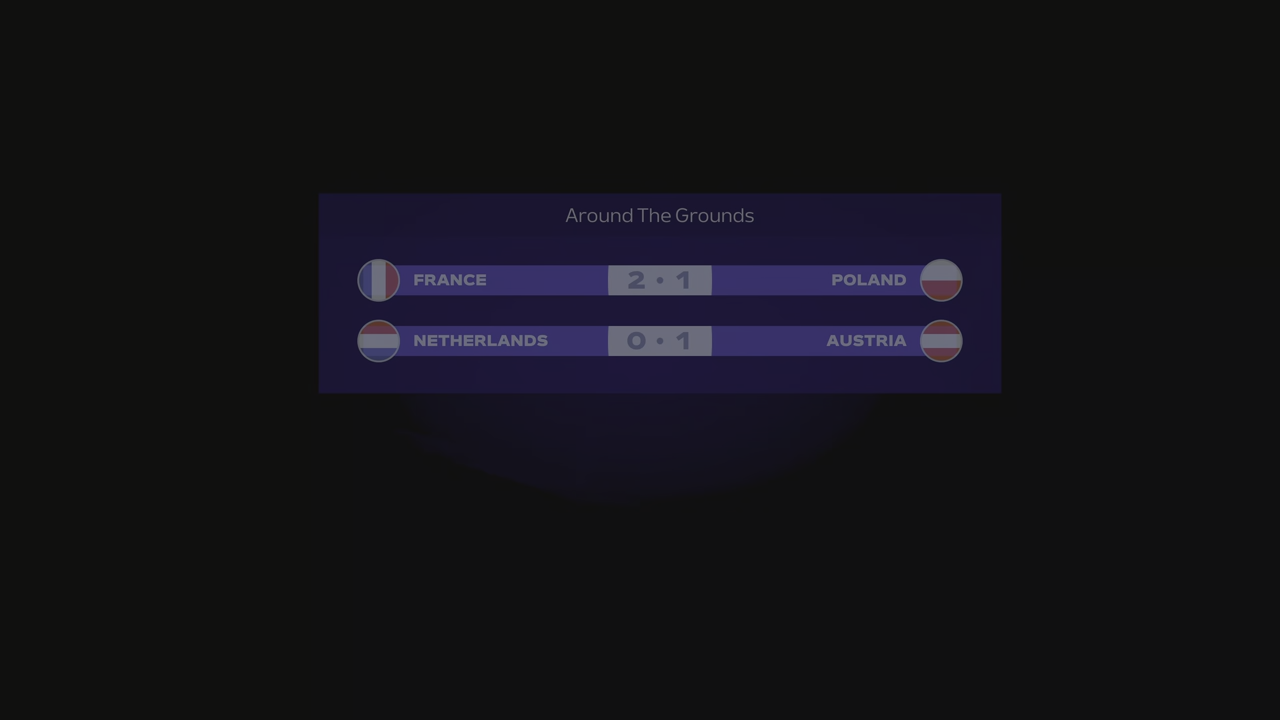 Around The Grounds
FRANCE 2 • 1 POLAND
NETHERLANDS 0 • 1 AUSTRIA